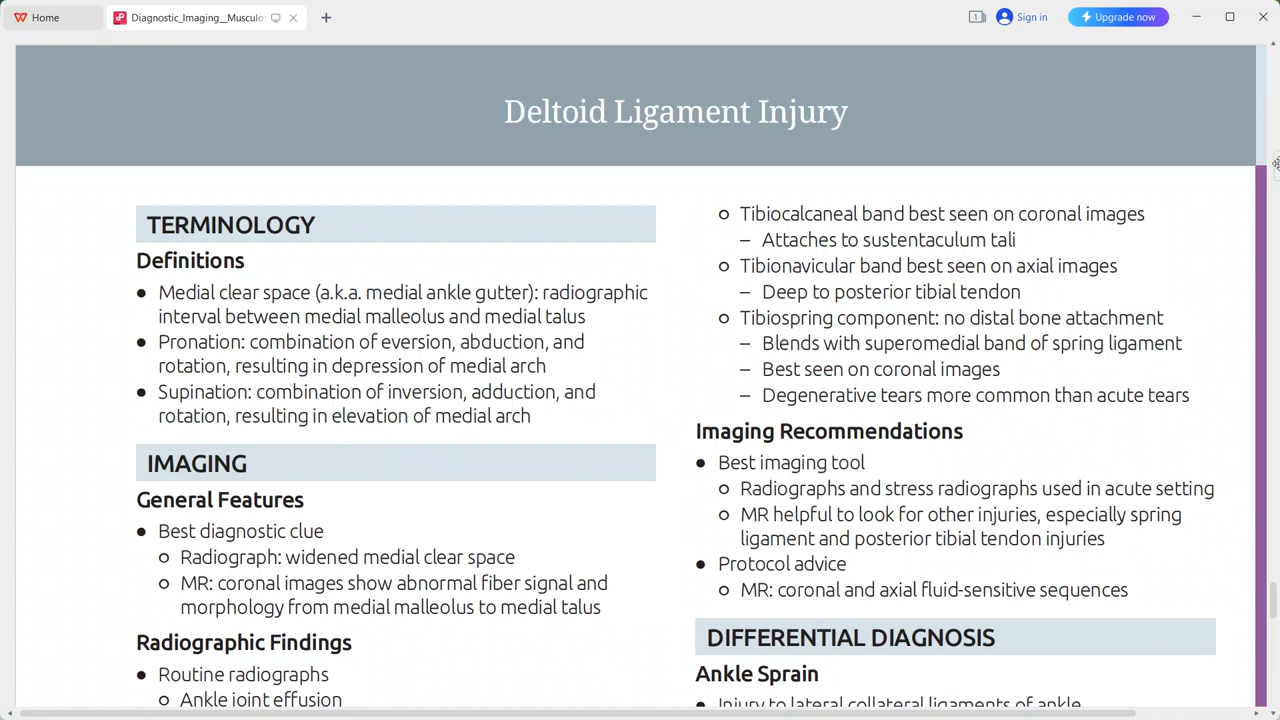 Home
Diagnostic_Imaging__Musculos
1
Sign in
Upgrade now
Deltoid Ligament Injury
TERMINOLOGY
Definitions
• Medial clear space (a.k.a. medial ankle gutter): radiographic
interval between medial malleolus and medial talus
• Pronation: combination of eversion, abduction, and
rotation, resulting in depression of medial arch
• Supination: combination of inversion, adduction, and
rotation, resulting in elevation of medial arch
IMAGING
General Features
• Best diagnostic clue
○ Radiograph: widened medial clear space
○ MR: coronal images show abnormal fiber signal and
morphology from medial malleolus to medial talus
Radiographic Findings
• Routine radiographs
○ Ankle joint effusion
○ Tibiocalcaneal band best seen on coronal images
– Attaches to sustentaculum tali
○ Tibionavicular band best seen on axial images
– Deep to posterior tibial tendon
○ Tibiospring component: no distal bone attachment
– Blends with superomedial band of spring ligament
– Best seen on coronal images
– Degenerative tears more common than acute tears
Imaging Recommendations
• Best imaging tool
○ Radiographs and stress radiographs used in acute setting
○ MR helpful to look for other injuries, especially spring
ligament and posterior tibial tendon injuries
• Protocol advice
○ MR: coronal and axial fluid-sensitive sequences
DIFFERENTIAL DIAGNOSIS
Ankle Sprain
• Injury to lateral collateral ligaments of ankle